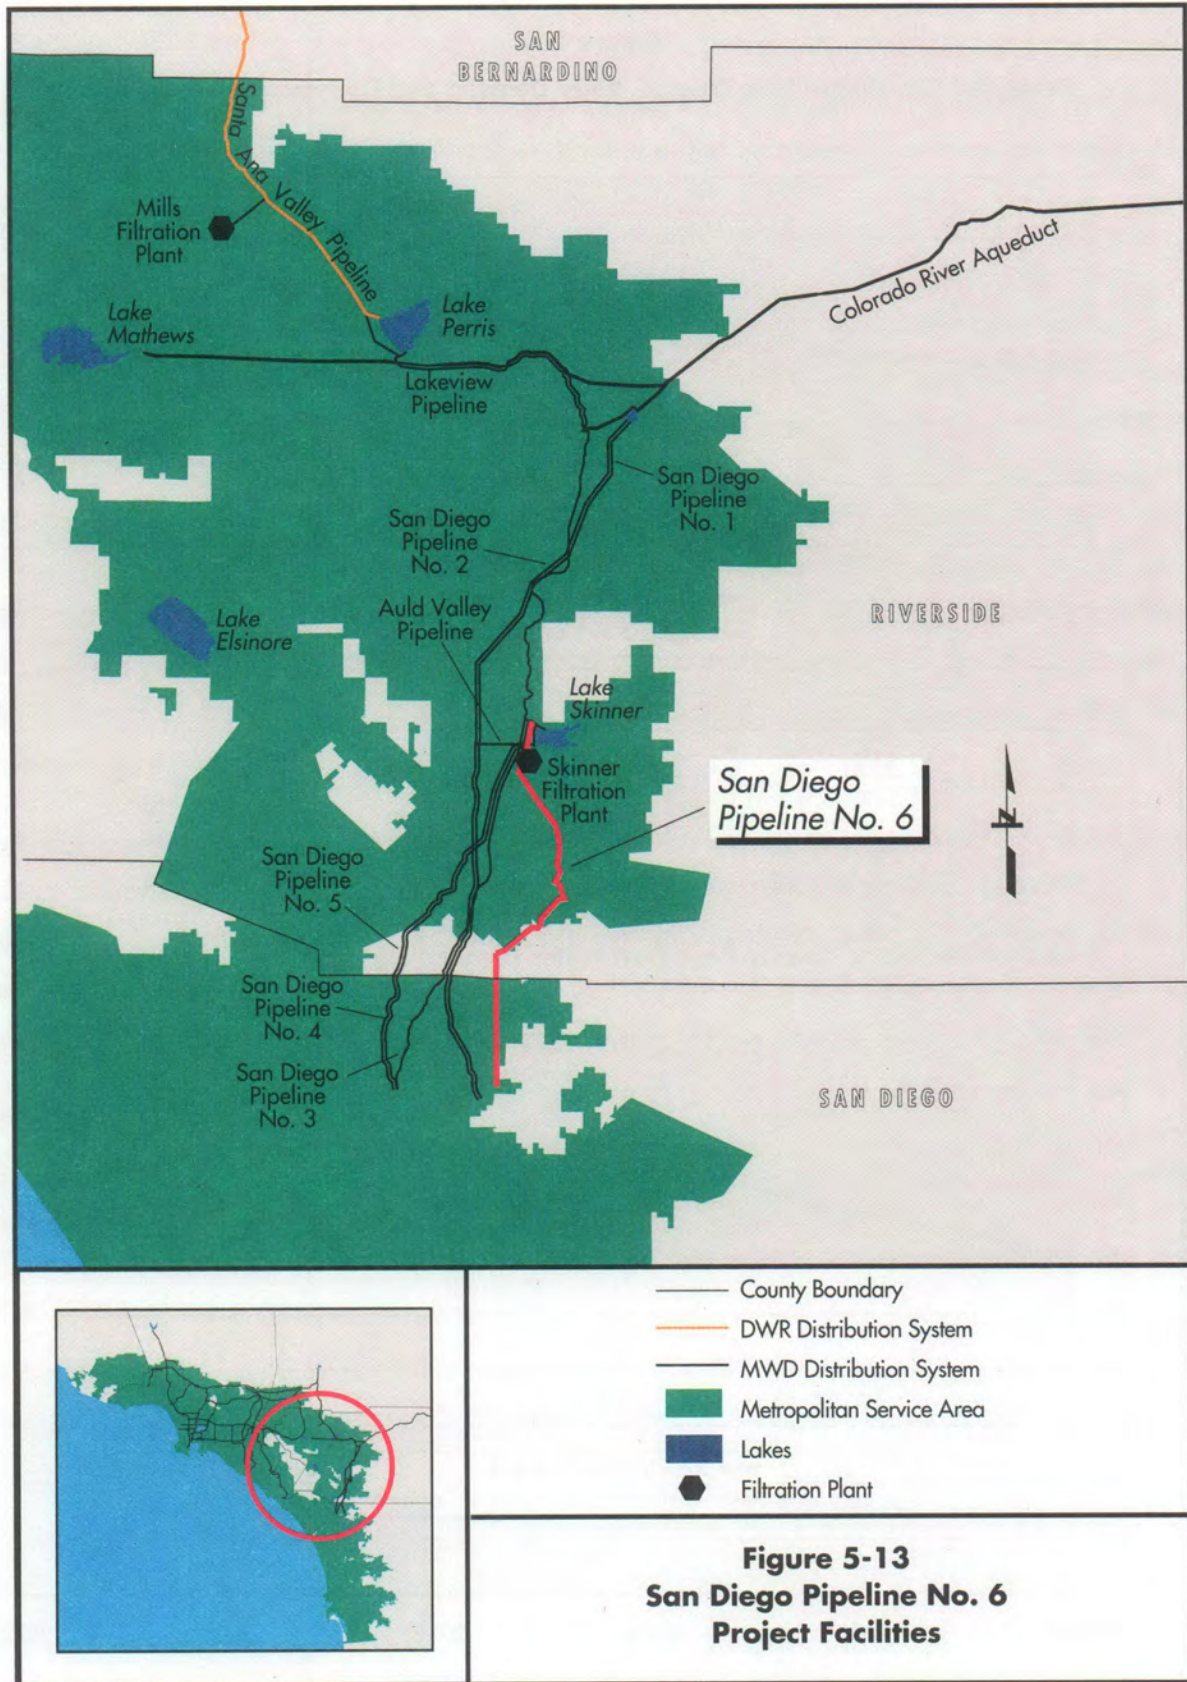 SAN
BERNARDINO
Santa Ana Valley Pipeline
Mills
Filtration
Plant
Colorado River Aqueduct
Lake
Mathews
Lake
Perris
Lakeview
Pipeline
San Diego
Pipeline
No. 1
San Diego
Pipeline
No. 2
Auld Valley
Pipeline
RIVERSIDE
Lake
Elsinore
Lake
Skinner
Skinner
Filtration
Plant
San Diego
Pipeline No. 6
N
San Diego
Pipeline
No. 5
San Diego
Pipeline
No. 4
San Diego
Pipeline
No. 3
SAN DIEGO
County Boundary
DWR Distribution System
MWD Distribution System
Metropolitan Service Area
Lakes
Filtration Plant
Figure 5-13
San Diego Pipeline No. 6
Project Facilities